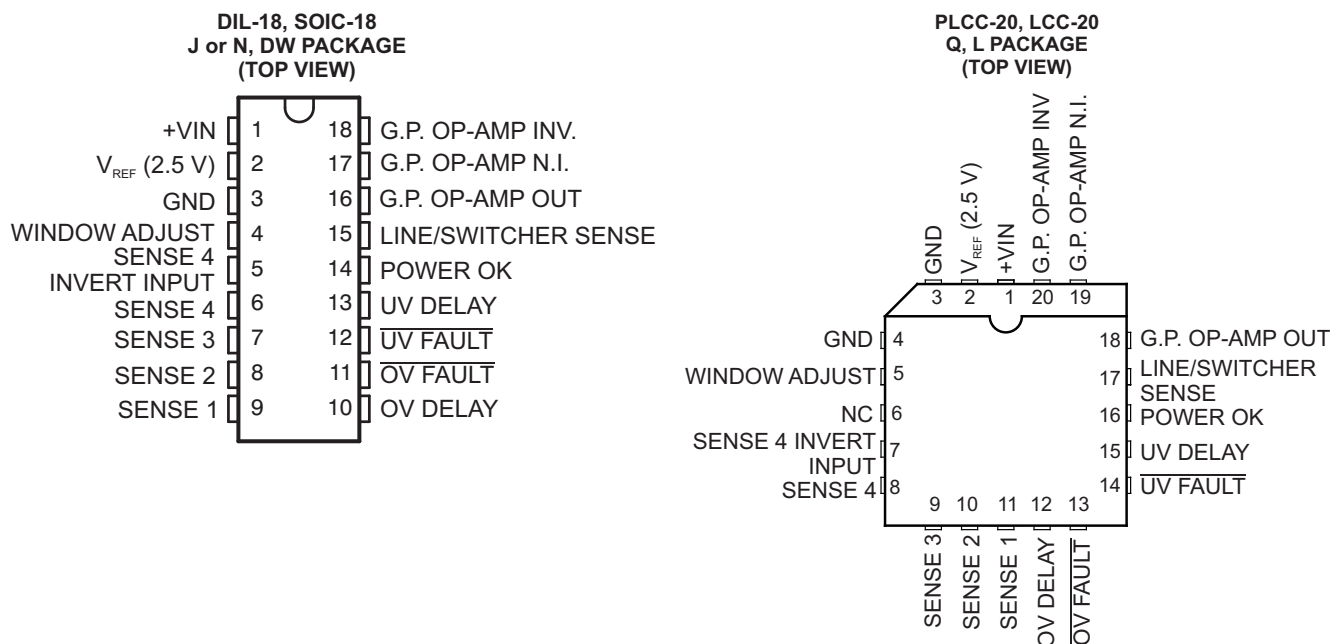 DIL-18, SOIC-18
J or N, DW PACKAGE
(TOP VIEW)
+VIN 1 18 G.P. OP-AMP INV.
VREF (2.5 V) 2 17 G.P. OP-AMP N.I.
GND 3 16 G.P. OP-AMP OUT
WINDOW ADJUST 4 15 LINE/SWITCHER SENSE
SENSE 4
INVERT INPUT 5 14 POWER OK
SENSE 4 6 13 UV DELAY
SENSE 3 7 12 UV FAULT
SENSE 2 8 11 OV FAULT
SENSE 1 9 10 OV DELAY
PLCC-20, LCC-20
Q, L PACKAGE
(TOP VIEW)
GND
VREF (2.5 V)
+VIN
G.P. OP-AMP INV
G.P. OP-AMP N.I.
3 2 1 20 19
GND 4 18 G.P. OP-AMP OUT
WINDOW ADJUST 5 17 LINE/SWITCHER
SENSE
NC 6 16 POWER OK
SENSE 4 INVERT
INPUT 7 15 UV DELAY
SENSE 4 8 14 UV FAULT
9 10 11 12 13
SENSE 3
SENSE 2
SENSE 1
OV DELAY
OV FAULT